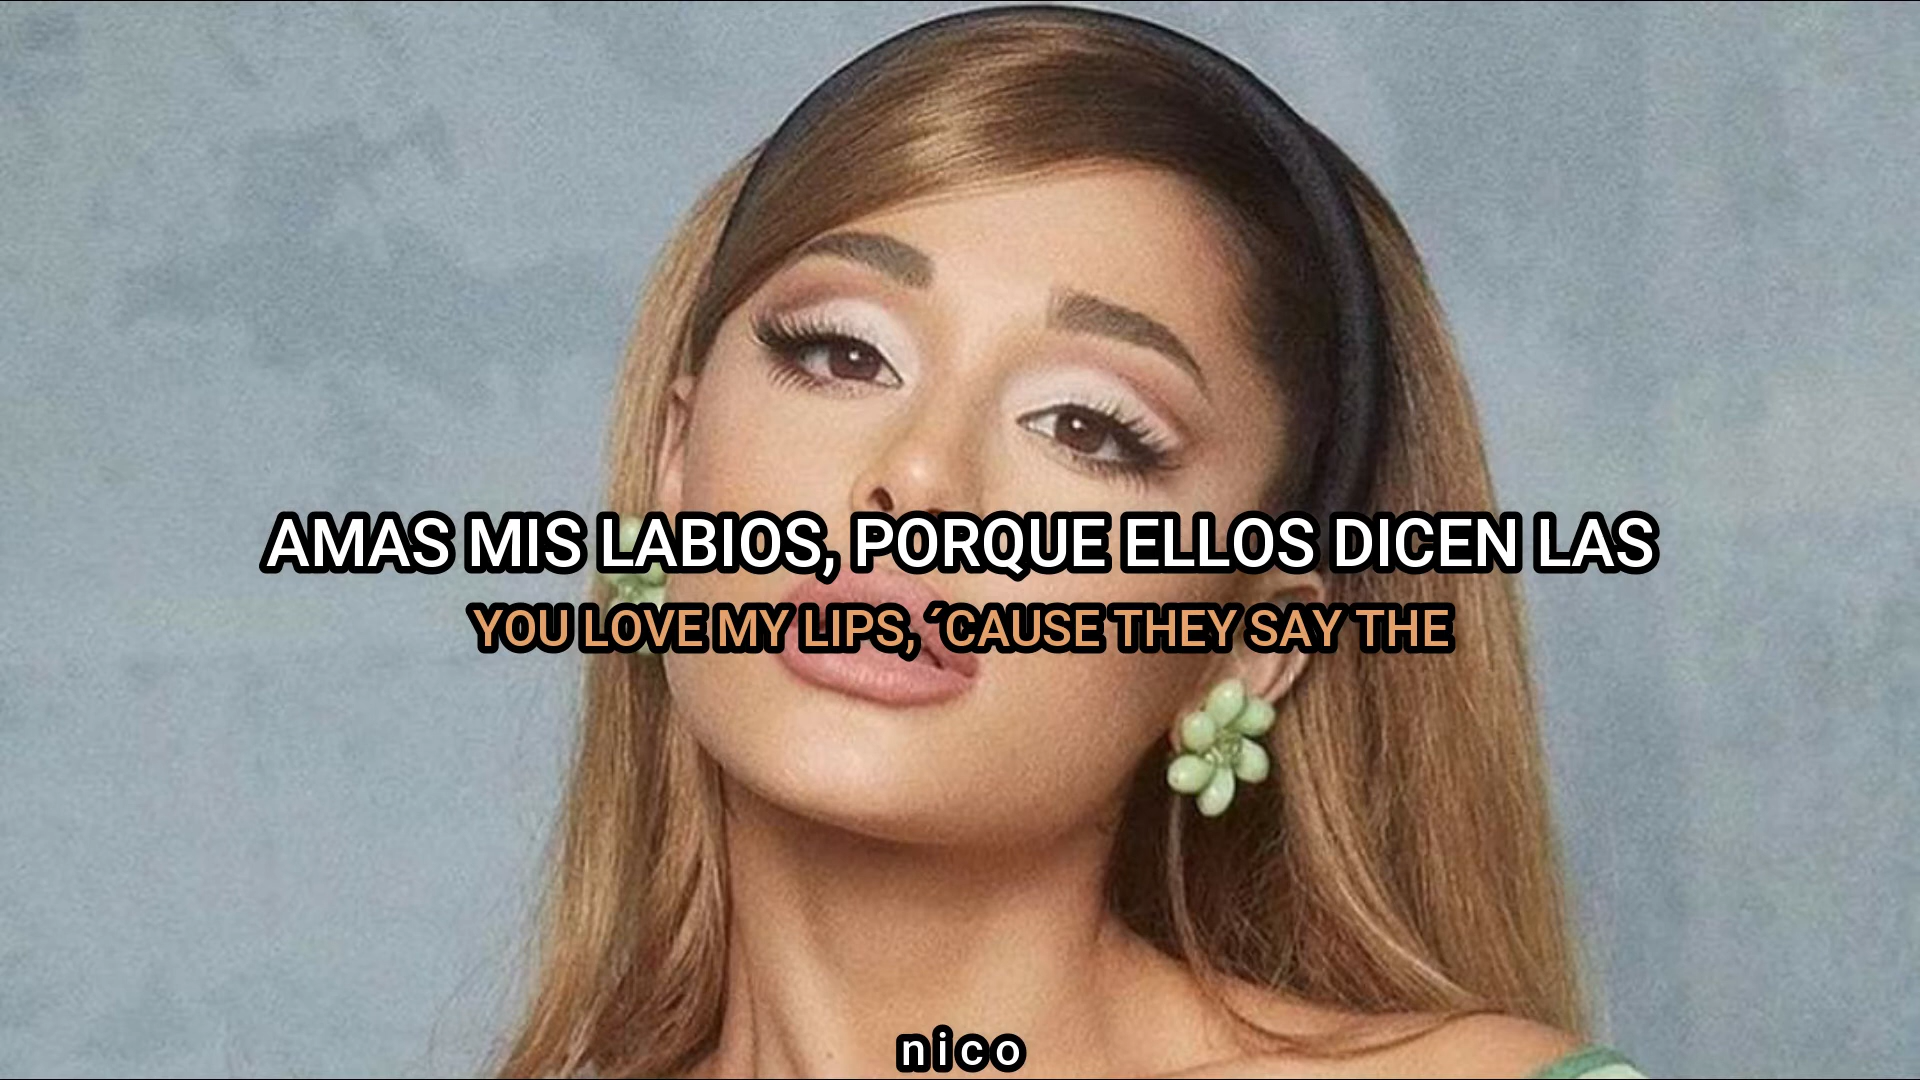 AMAS MIS LABIOS, PORQUE ELLOS DICEN LAS
YOU LOVE MY LIPS, ´CAUSE THEY SAY THE
nico